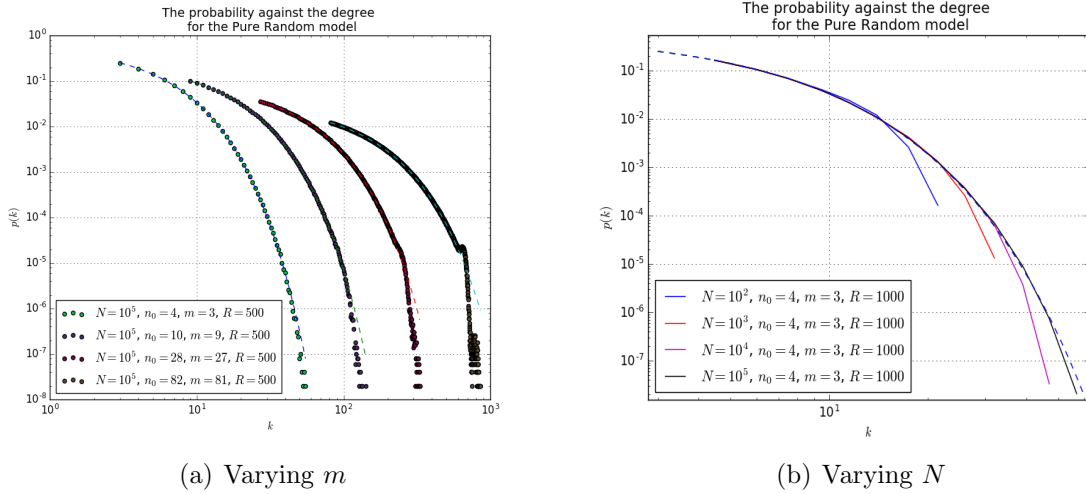 The probability against the degree
for the Pure Random model
10^0
10^-1
10^-2
10^-3
10^-4
10^-5
10^-6
10^-7
10^-8
p(k)
N = 10^5, n_0 = 4, m = 3, R = 500
N = 10^5, n_0 = 10, m = 9, R = 500
N = 10^5, n_0 = 28, m = 27, R = 500
N = 10^5, n_0 = 82, m = 81, R = 500
10^0 10^1 10^2 10^3
k
(a) Varying m
The probability against the degree
for the Pure Random model
10^-1
10^-2
10^-3
10^-4
10^-5
10^-6
10^-7
p(k)
N = 10^2, n_0 = 4, m = 3, R = 1000
N = 10^3, n_0 = 4, m = 3, R = 1000
N = 10^4, n_0 = 4, m = 3, R = 1000
N = 10^5, n_0 = 4, m = 3, R = 1000
10^1
k
(b) Varying N